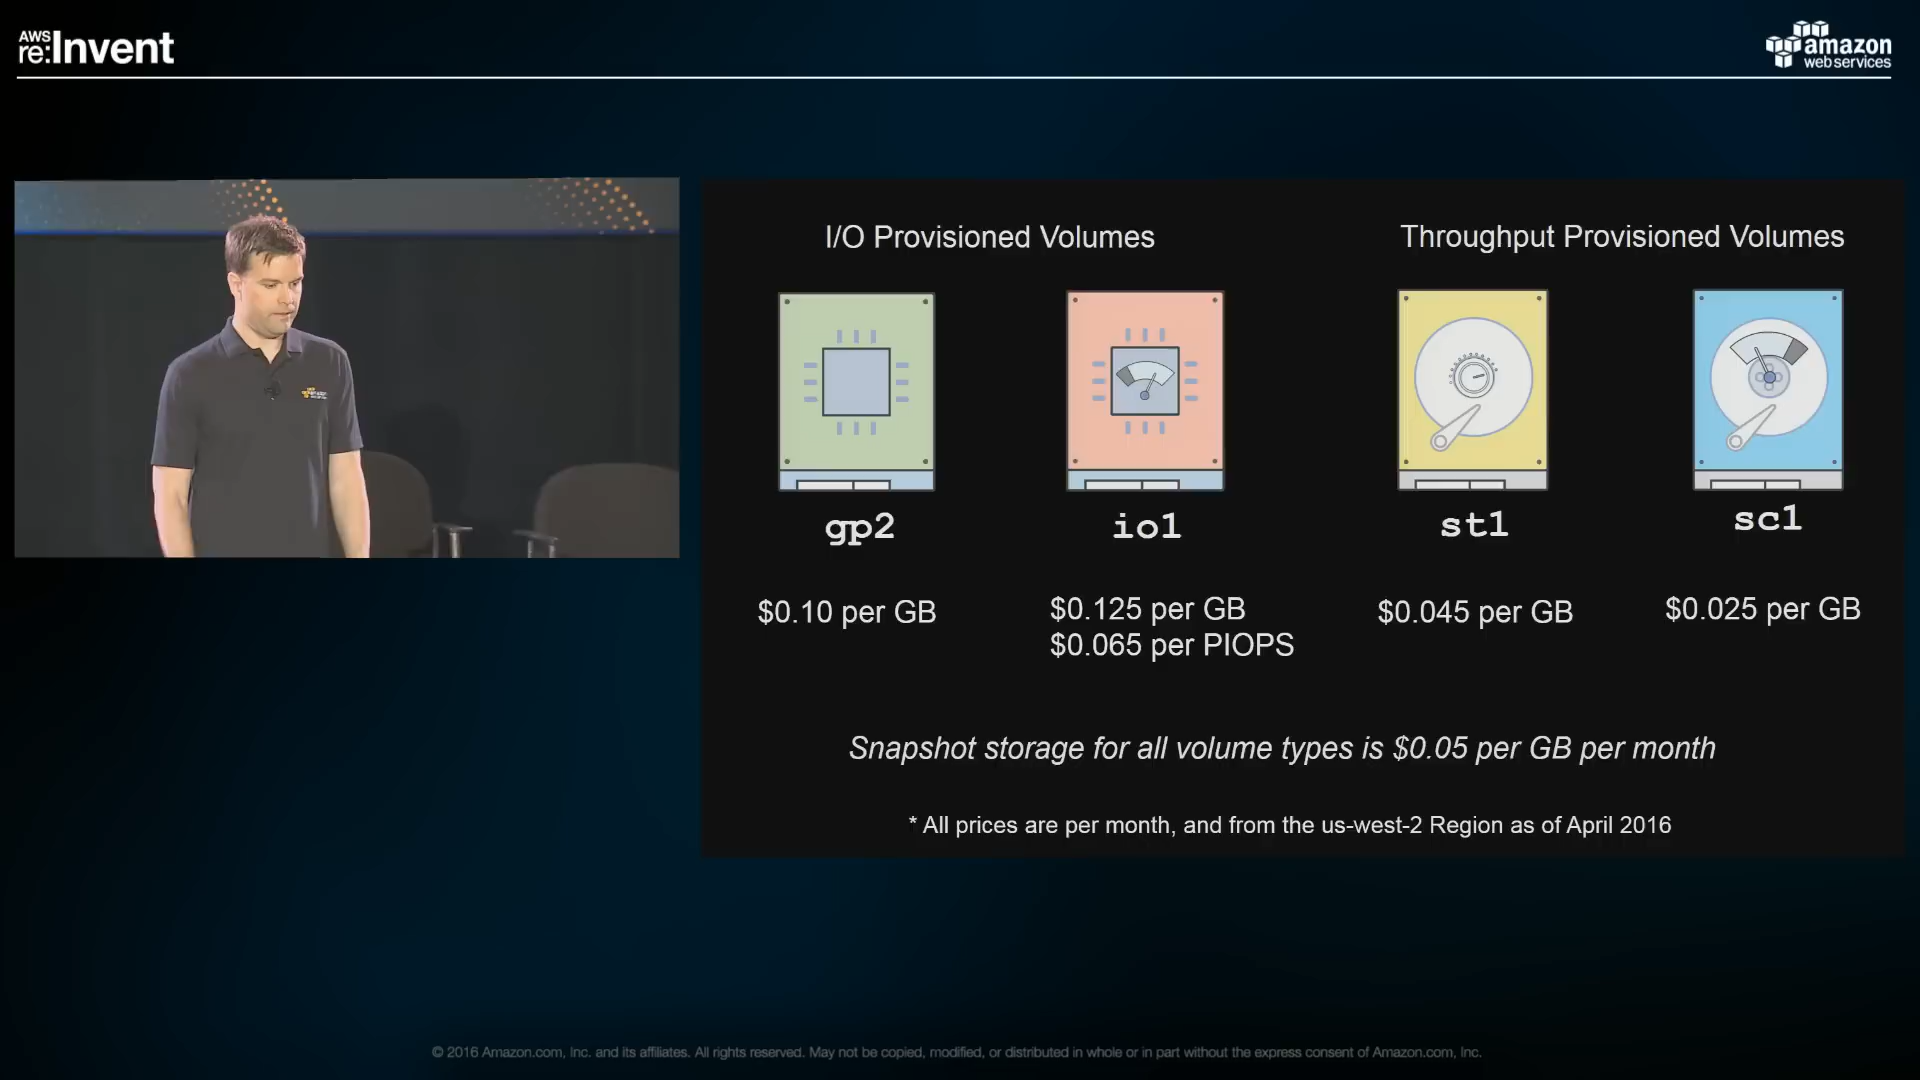 AWS
re:Invent
amazon
web services
I/O Provisioned Volumes
Throughput Provisioned Volumes
gp2
io1
st1
sc1
$0.10 per GB
$0.125 per GB
$0.065 per PIOPS
$0.045 per GB
$0.025 per GB
Snapshot storage for all volume types is $0.05 per GB per month
* All prices are per month, and from the us-west-2 Region as of April 2016
© 2016 Amazon.com, Inc. and its affiliates. All rights reserved. May not be copied, modified, or distributed in whole or in part without the express consent of Amazon.com, Inc.